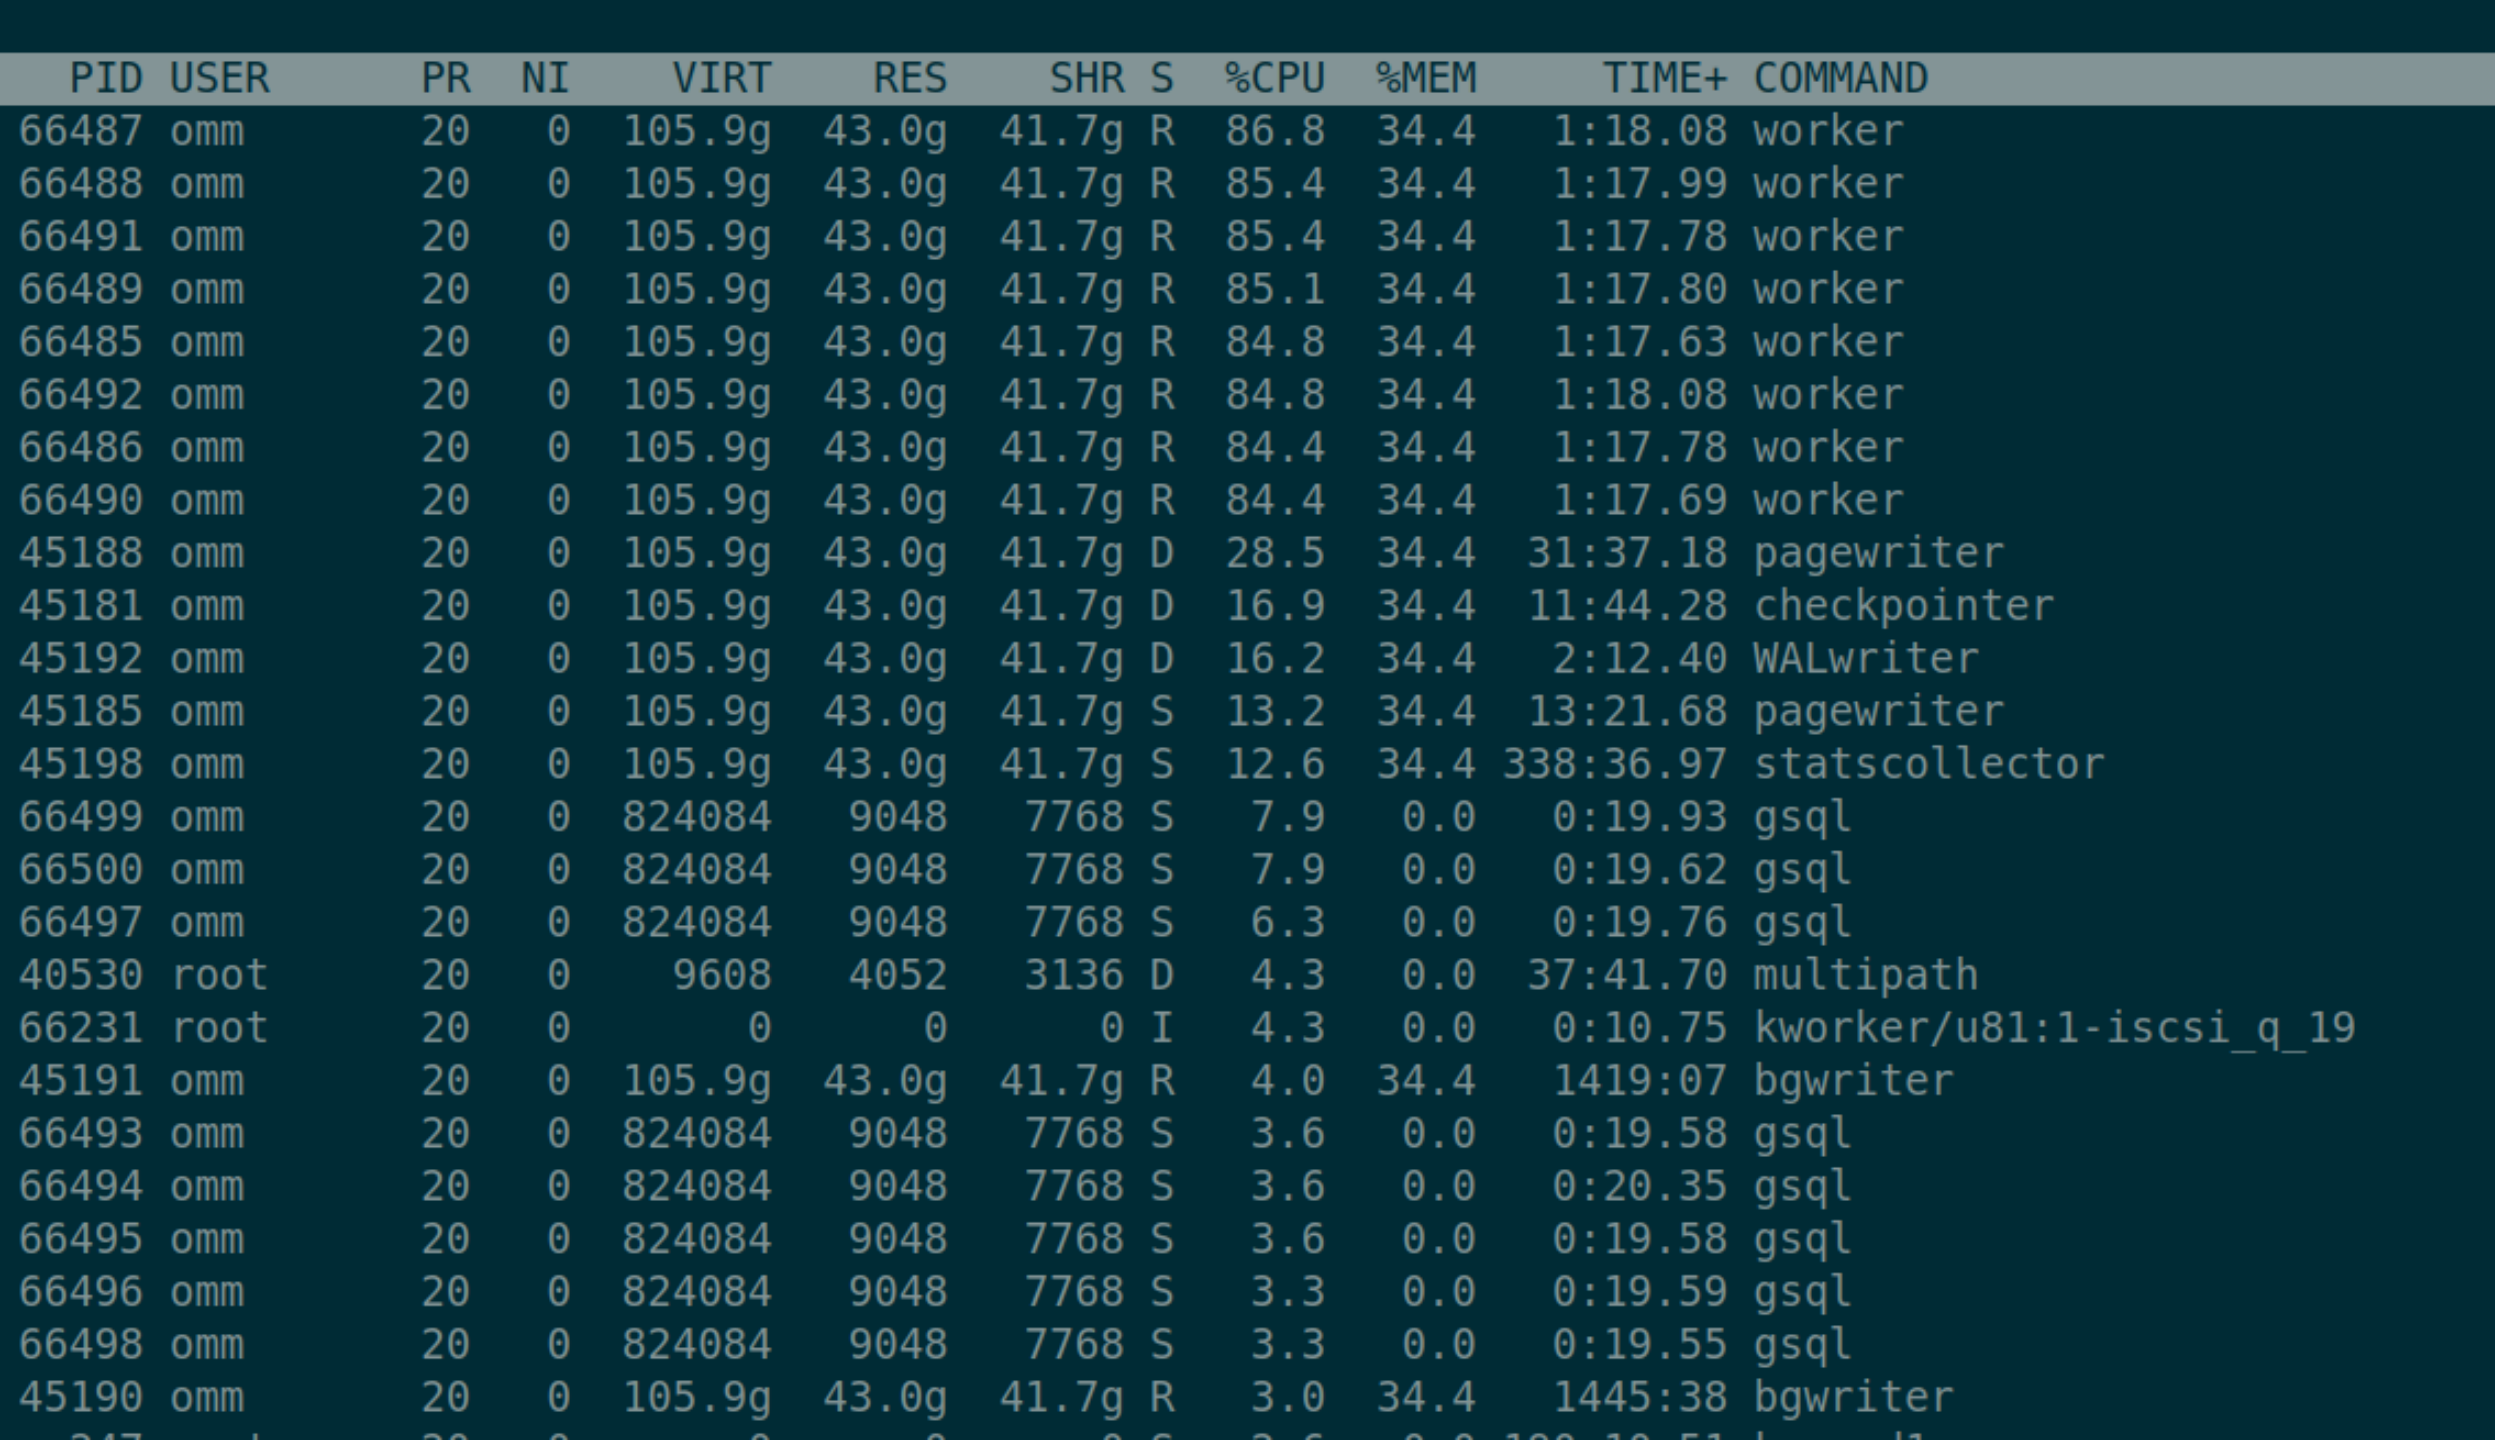 PID USER PR NI VIRT RES SHR S %CPU %MEM TIME+ COMMAND
66487 omm 20 0 105.9g 43.0g 41.7g R 86.8 34.4 1:18.08 worker
66488 omm 20 0 105.9g 43.0g 41.7g R 85.4 34.4 1:17.99 worker
66491 omm 20 0 105.9g 43.0g 41.7g R 85.4 34.4 1:17.78 worker
66489 omm 20 0 105.9g 43.0g 41.7g R 85.1 34.4 1:17.80 worker
66485 omm 20 0 105.9g 43.0g 41.7g R 84.8 34.4 1:17.63 worker
66492 omm 20 0 105.9g 43.0g 41.7g R 84.8 34.4 1:18.08 worker
66486 omm 20 0 105.9g 43.0g 41.7g R 84.4 34.4 1:17.78 worker
66490 omm 20 0 105.9g 43.0g 41.7g R 84.4 34.4 1:17.69 worker
45188 omm 20 0 105.9g 43.0g 41.7g D 28.5 34.4 31:37.18 pagewriter
45181 omm 20 0 105.9g 43.0g 41.7g D 16.9 34.4 11:44.28 checkpointer
45192 omm 20 0 105.9g 43.0g 41.7g D 16.2 34.4 2:12.40 WALwriter
45185 omm 20 0 105.9g 43.0g 41.7g S 13.2 34.4 13:21.68 pagewriter
45198 omm 20 0 105.9g 43.0g 41.7g S 12.6 34.4 338:36.97 statscollector
66499 omm 20 0 824084 9048 7768 S 7.9 0.0 0:19.93 gsql
66500 omm 20 0 824084 9048 7768 S 7.9 0.0 0:19.62 gsql
66497 omm 20 0 824084 9048 7768 S 6.3 0.0 0:19.76 gsql
40530 root 20 0 9608 4052 3136 D 4.3 0.0 37:41.70 multipath
66231 root 20 0 0 0 0 I 4.3 0.0 0:10.75 kworker/u81:1-iscsi_q_19
45191 omm 20 0 105.9g 43.0g 41.7g R 4.0 34.4 1419:07 bgwriter
66493 omm 20 0 824084 9048 7768 S 3.6 0.0 0:19.58 gsql
66494 omm 20 0 824084 9048 7768 S 3.6 0.0 0:20.35 gsql
66495 omm 20 0 824084 9048 7768 S 3.6 0.0 0:19.58 gsql
66496 omm 20 0 824084 9048 7768 S 3.3 0.0 0:19.59 gsql
66498 omm 20 0 824084 9048 7768 S 3.3 0.0 0:19.55 gsql
45190 omm 20 0 105.9g 43.0g 41.7g R 3.0 34.4 1445:38 bgwriter